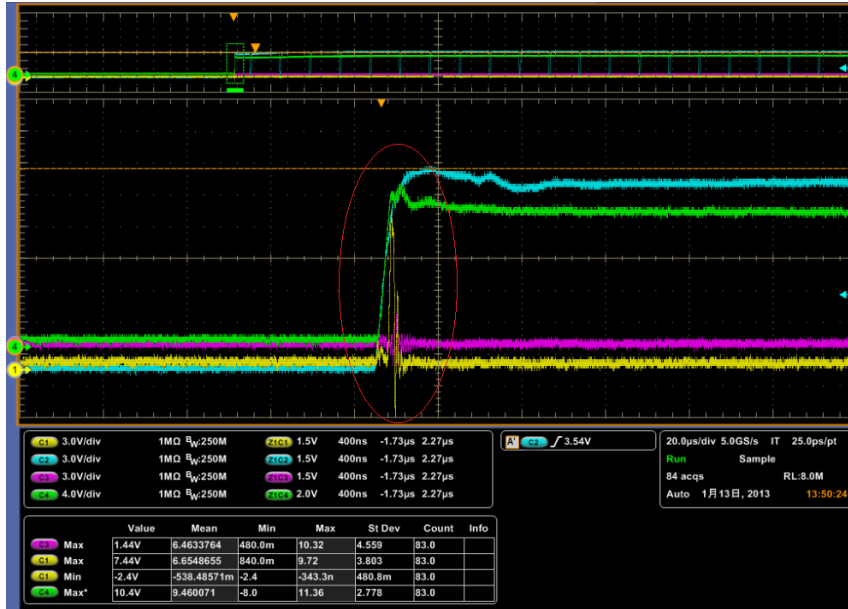 4
4
1
C1 3.0V/div 1MΩ BW:250M Z1C1 1.5V 400ns -1.73µs 2.27µs
C2 3.0V/div 1MΩ BW:250M Z1C2 1.5V 400ns -1.73µs 2.27µs
C3 3.0V/div 1MΩ BW:250M Z1C3 1.5V 400ns -1.73µs 2.27µs
C4 4.0V/div 1MΩ BW:250M Z1C4 2.0V 400ns -1.73µs 2.27µs
A' C2 3.54V
20.0µs/div 5.0GS/s IT 25.0ps/pt
Run Sample
84 acqs RL:8.0M
Auto 1月13日, 2013 13:50:24
Value Mean Min Max St Dev Count Info
C3 Max 1.44V 6.4633764 480.0m 10.32 4.559 83.0
C1 Max 7.44V 6.6548655 840.0m 9.72 3.803 83.0
C1 Min -2.4V -538.48571m -2.4 -343.3n 480.8m 83.0
C4 Max* 10.4V 9.460071 -8.0 11.36 2.778 83.0